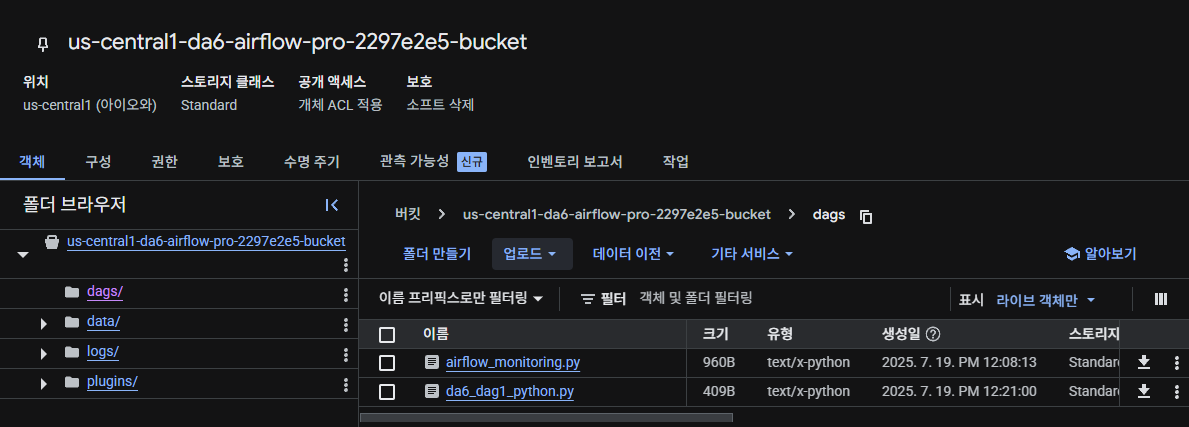 us-central1-da6-airflow-pro-2297e2e5-bucket
위치 스토리지 클래스 공개 액세스 보호
us-central1 (아이오와) Standard 개체 ACL 적용 소프트 삭제
객체 구성 권한 보호 수명 주기 관측 가능성 신규 인벤토리 보고서 작업
폴더 브라우저
us-central1-da6-airflow-pro-2297e2e5-bucket
dags/
data/
logs/
plugins/
버킷 us-central1-da6-airflow-pro-2297e2e5-bucket dags
폴더 만들기 업로드 데이터 이전 기타 서비스 알아보기
이름 프리픽스로만 필터링 필터 객체 및 폴더 필터링 표시 라이브 객체만
이름 크기 유형 생성일 스토리지
airflow_monitoring.py 960B text/x-python 2025. 7. 19. PM 12:08:13 Standard
da6_dag1_python.py 409B text/x-python 2025. 7. 19. PM 12:21:00 Standard